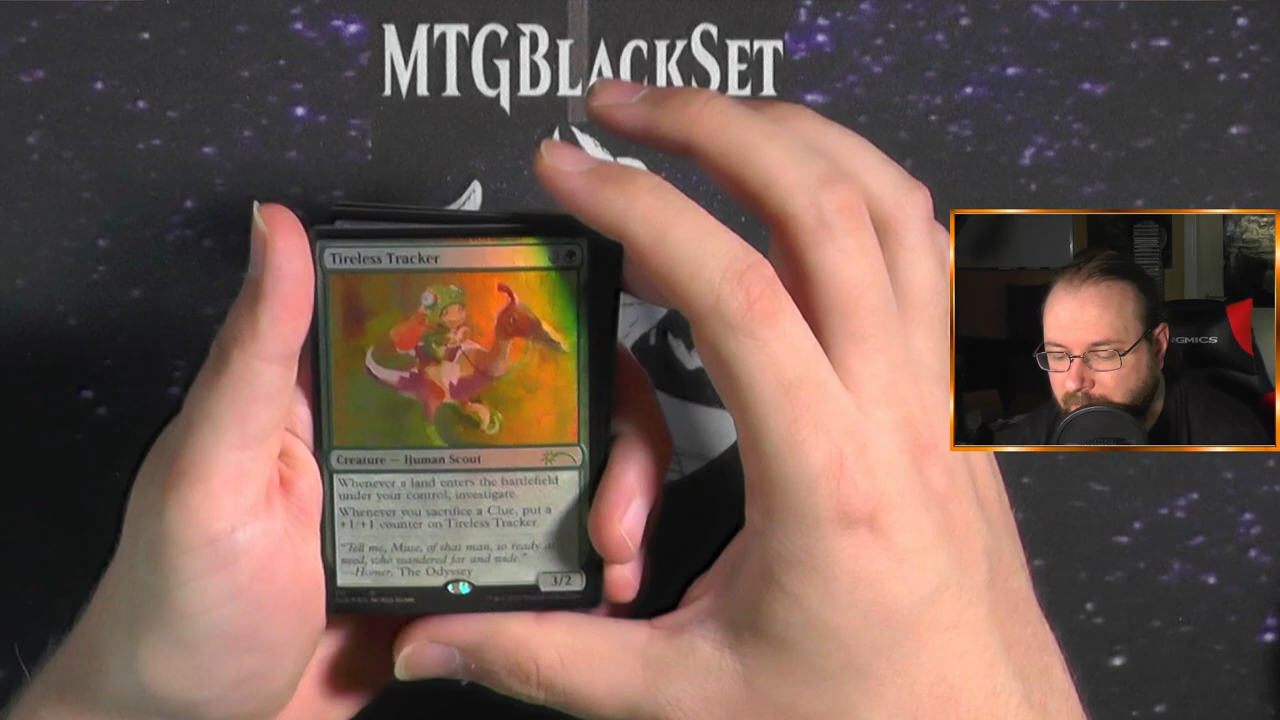 MTGBLACKSET
Tireless Tracker
Creature — Human Scout
Whenever a land enters the battlefield
under your control, investigate.
Whenever you sacrifice a Clue, put a
+1/+1 counter on Tireless Tracker.
"Tell me, Muse, of that man, so ready at
need, who wandered far and wide."
—Homer, The Odyssey
3/2
NGMICS